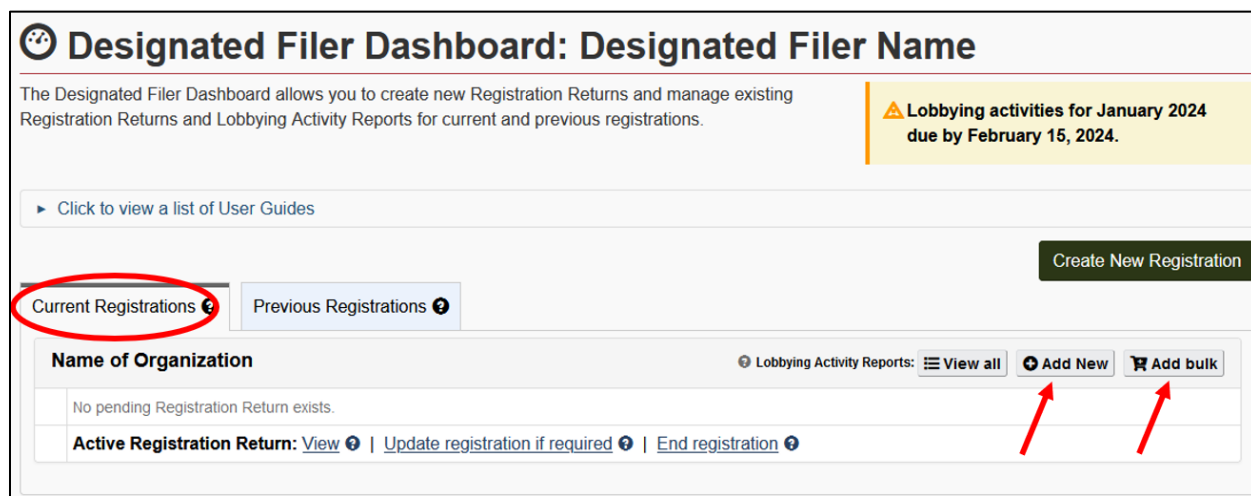 Designated Filer Dashboard: Designated Filer Name
The Designated Filer Dashboard allows you to create new Registration Returns and manage existing
Registration Returns and Lobbying Activity Reports for current and previous registrations.
Lobbying activities for January 2024
due by February 15, 2024.
Click to view a list of User Guides
Create New Registration
Current Registrations ? Previous Registrations ?
Name of Organization ? Lobbying Activity Reports: View all Add New Add bulk
No pending Registration Return exists.
Active Registration Return: View ? | Update registration if required ? | End registration ?